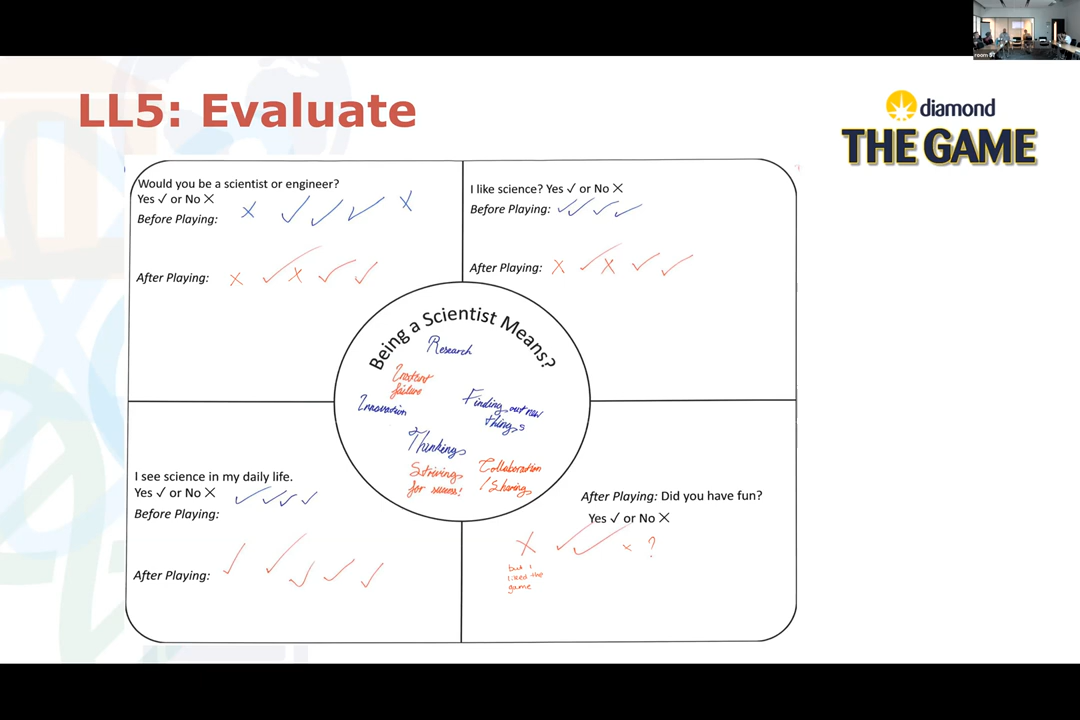 LL5: Evaluate
diamond
THE GAME
Would you be a scientist or engineer?
Yes ✓ or No ✕
Before Playing: ✕ ✓ ✓ ✓ ✕
After Playing: ✕ ✓ ✕ ✓ ✓
I like science? Yes ✓ or No ✕
Before Playing: ✓ ✓ ✓ ✓
After Playing: ✕ ✓ ✕ ✓ ✓
Being a Scientist Means?
Research
failure
Innovation
Finding out new
things
Thinking
Striving
for success!
Collaboration
/ Sharing
I see science in my daily life.
Yes ✓ or No ✕
Before Playing: ✓ ✓ ✓ ✓
After Playing: ✓ ✓ ✓ ✓ ✓
After Playing: Did you have fun?
Yes ✓ or No ✕
✕ ✓ ✓ ✕ ?
but I
liked the
game